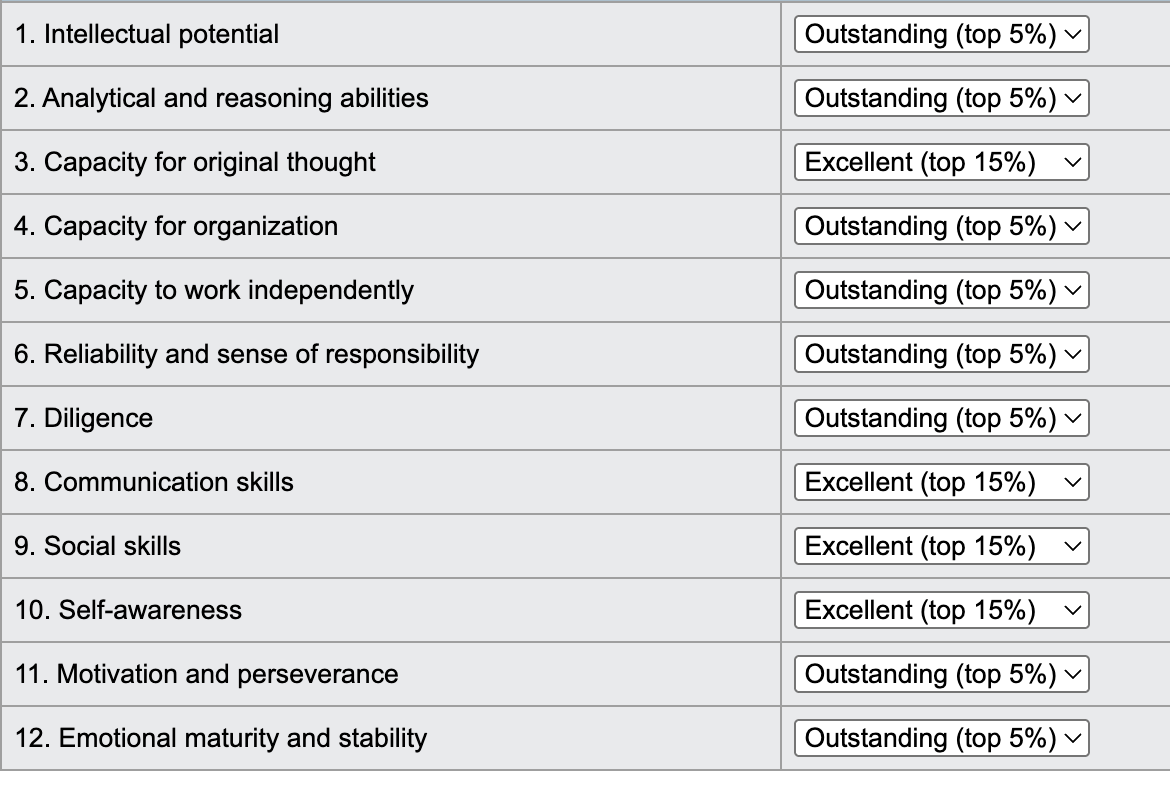 1. Intellectual potential Outstanding (top 5%)
2. Analytical and reasoning abilities Outstanding (top 5%)
3. Capacity for original thought Excellent (top 15%)
4. Capacity for organization Outstanding (top 5%)
5. Capacity to work independently Outstanding (top 5%)
6. Reliability and sense of responsibility Outstanding (top 5%)
7. Diligence Outstanding (top 5%)
8. Communication skills Excellent (top 15%)
9. Social skills Excellent (top 15%)
10. Self-awareness Excellent (top 15%)
11. Motivation and perseverance Outstanding (top 5%)
12. Emotional maturity and stability Outstanding (top 5%)